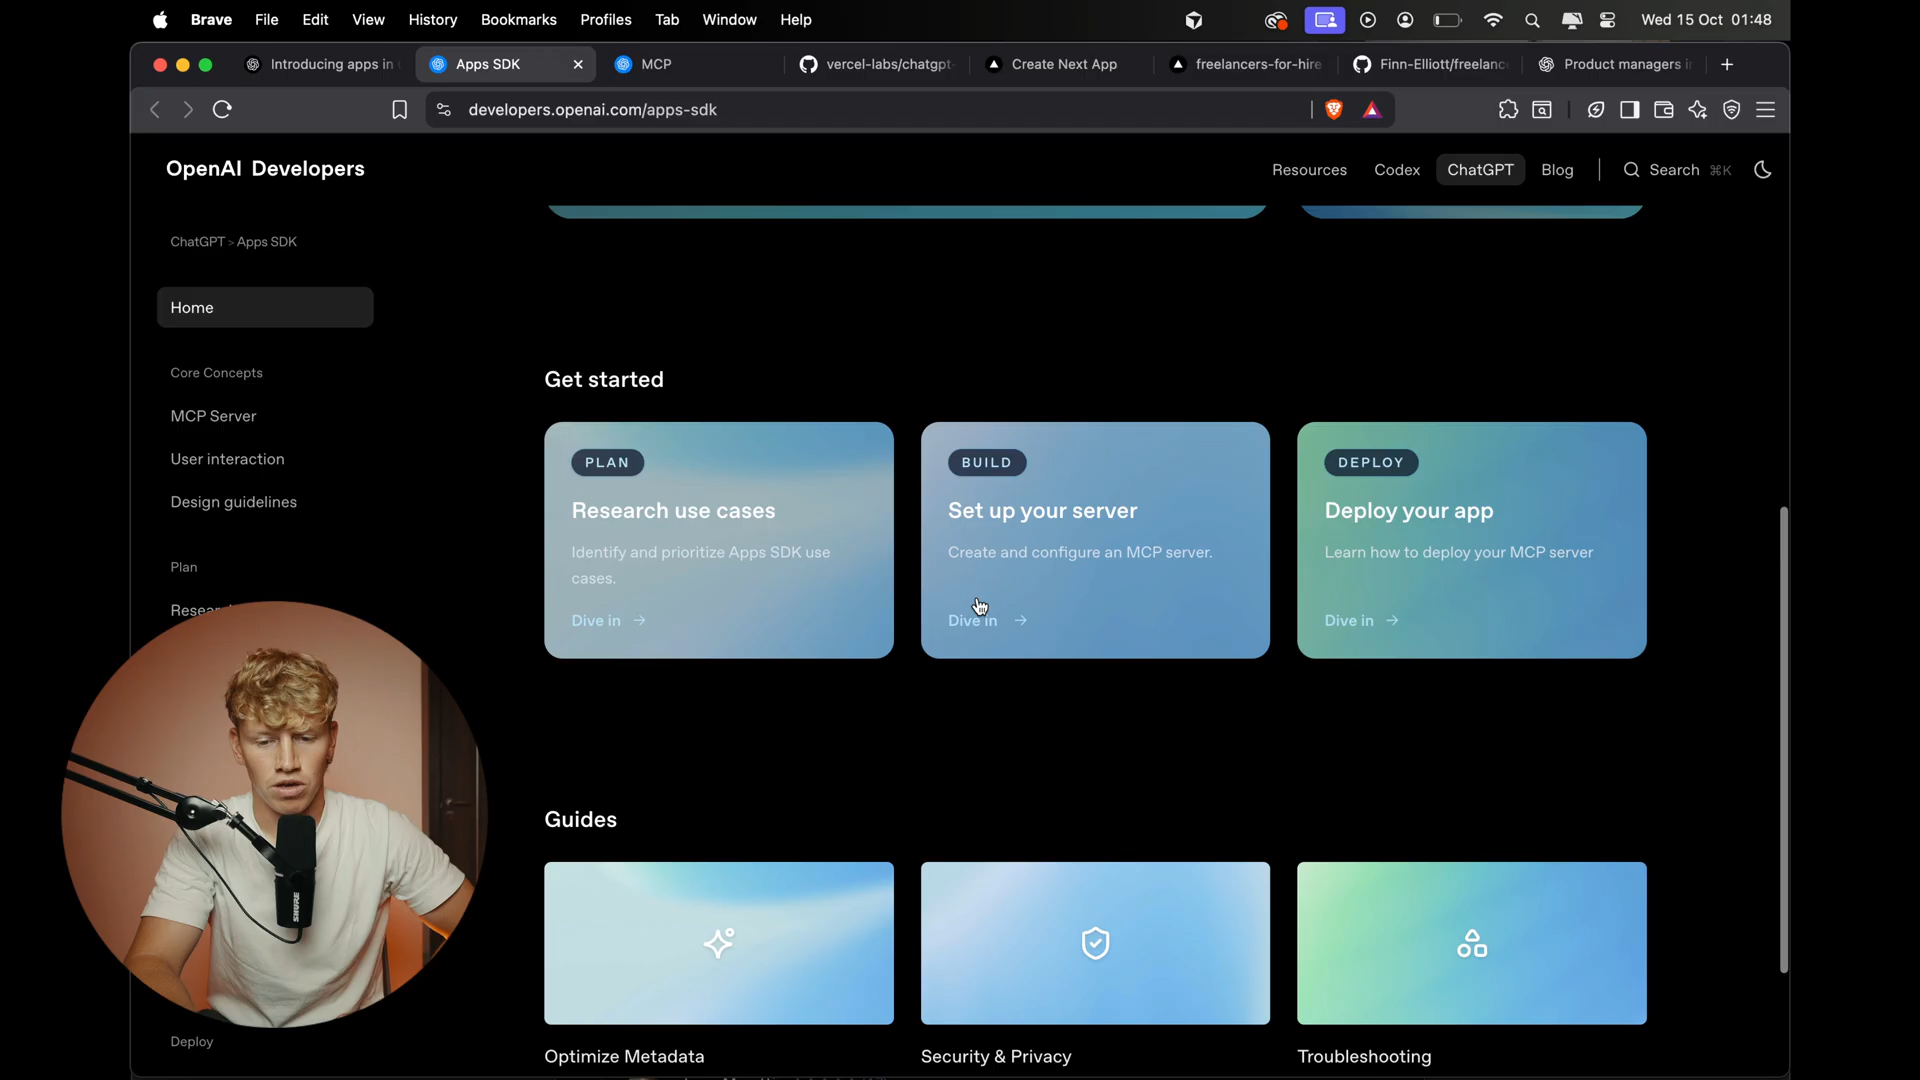 Brave File Edit View History Bookmarks Profiles Tab Window Help Wed 15 Oct 01:48
Introducing apps in Apps SDK MCP vercel-labs/chatgpt- Create Next App freelancers-for-hire Finn-Elliott/freelanc Product managers i
developers.openai.com/apps-sdk
OpenAI Developers
Resources Codex ChatGPT Blog Search ⌘K
ChatGPT > Apps SDK
Home
Core Concepts
MCP Server
User interaction
Design guidelines
Plan
Resear
Deploy
Get started
PLAN
Research use cases
Identify and prioritize Apps SDK use
cases.
Dive in →
BUILD
Set up your server
Create and configure an MCP server.
Dive in →
DEPLOY
Deploy your app
Learn how to deploy your MCP server
Dive in →
Guides
Optimize Metadata
Security & Privacy
Troubleshooting
SHURE